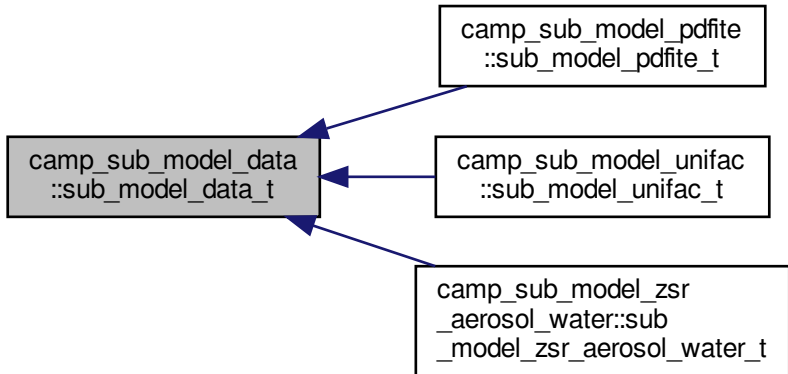 camp_sub_model_pdfite
::sub_model_pdfite_t
camp_sub_model_data
::sub_model_data_t
camp_sub_model_unifac
::sub_model_unifac_t
camp_sub_model_zsr
_aerosol_water::sub
_model_zsr_aerosol_water_t